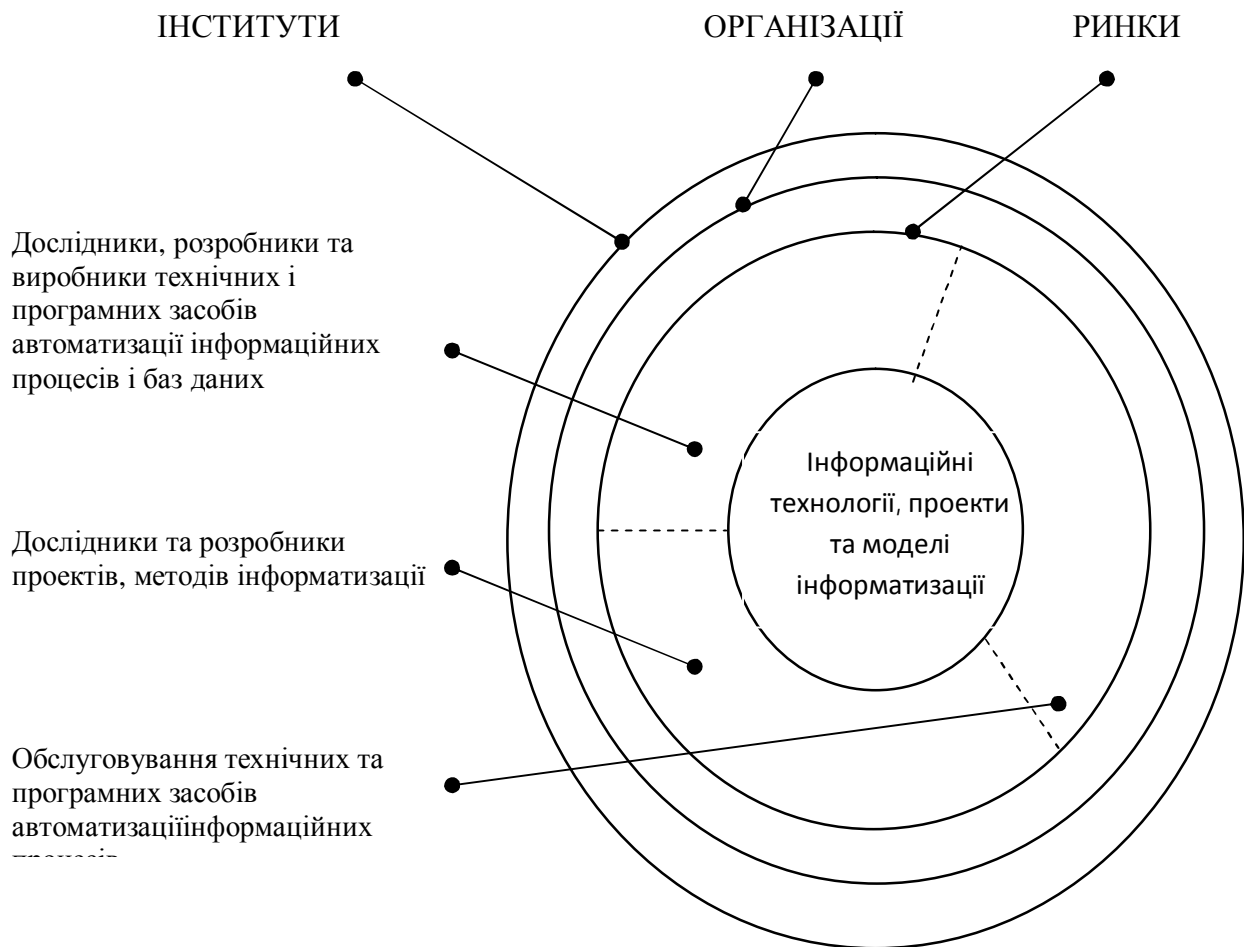 ІНСТИТУТИ ОРГАНІЗАЦІЇ РИНКИ
Дослідники, розробники та
виробники технічних і
програмних засобів
автоматизації інформаційних
процесів і баз даних
Інформаційні
технології, проекти
та моделі
інформатизації
Дослідники та розробники
проектів, методів інформатизації
Обслуговування технічних та
програмних засобів
автоматизаціїінформаційних